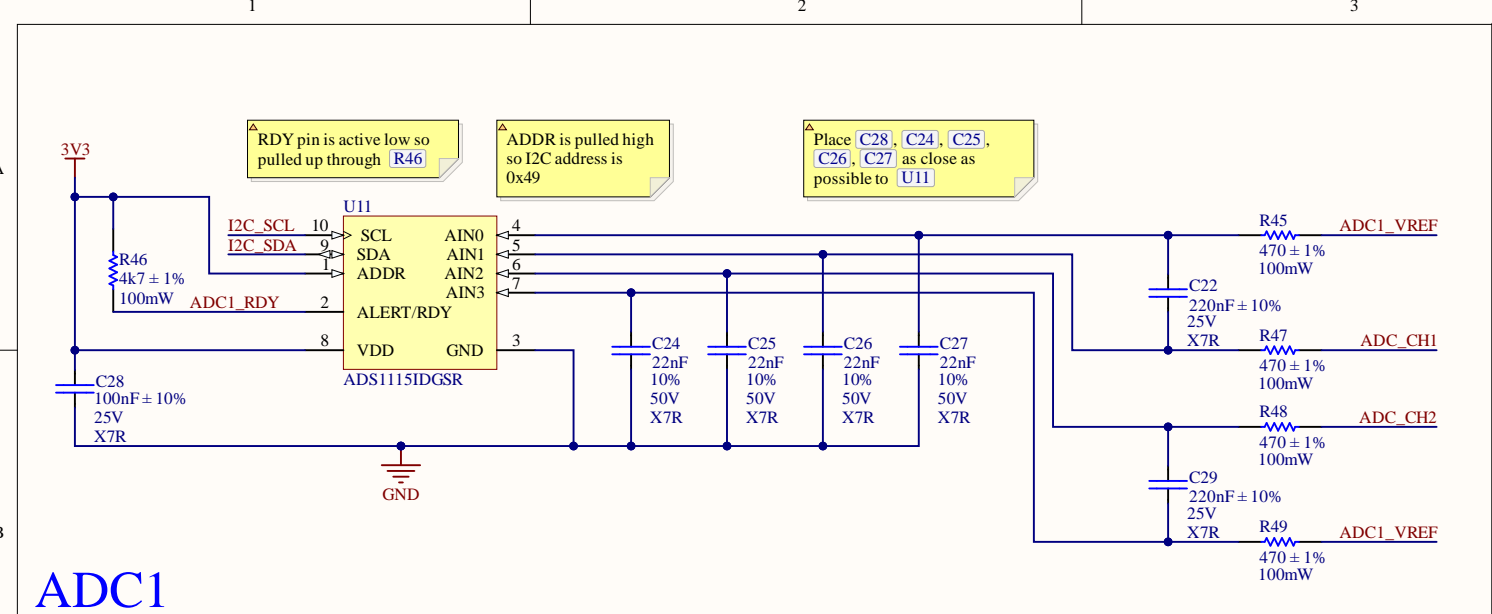 1 2 3
RDY pin is active low so
pulled up through R46
ADDR is pulled high
so I2C address is
0x49
Place C28, C24, C25,
C26, C27 as close as
possible to U11
3V3
U11
I2C_SCL 10 SCL AIN0 4
I2C_SDA 9 SDA AIN1 5
1 ADDR AIN2 6
AIN3 7
ADC1_RDY 2 ALERT/RDY
8 VDD GND 3
ADS1115IDGSR
R46
4k7 ± 1%
100mW
C28
100nF ± 10%
25V
X7R
GND
C24
22nF
10%
50V
X7R
C25
22nF
10%
50V
X7R
C26
22nF
10%
50V
X7R
C27
22nF
10%
50V
X7R
R45 ADC1_VREF
470 ± 1%
100mW
C22
220nF ± 10%
25V
X7R
R47 ADC_CH1
470 ± 1%
100mW
R48 ADC_CH2
470 ± 1%
100mW
C29
220nF ± 10%
25V
X7R
R49 ADC1_VREF
470 ± 1%
100mW
ADC1